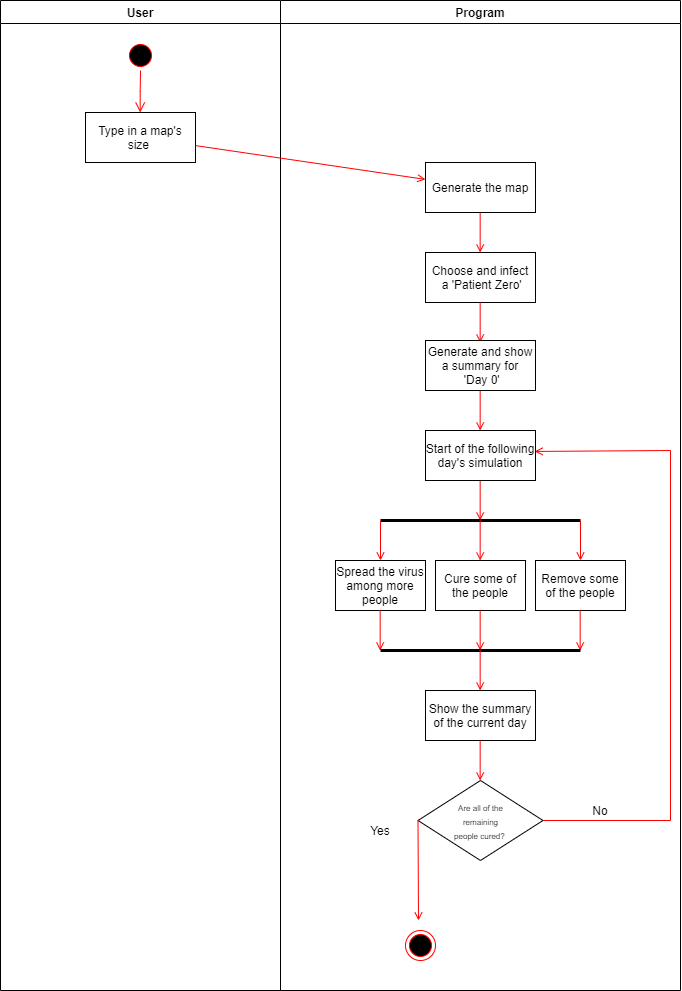 User
Program
Type in a map's
size
Generate the map
Choose and infect
a 'Patient Zero'
Generate and show
a summary for
'Day 0'
Start of the following
day's simulation
Spread the virus
among more
people
Cure some of
the people
Remove some
of the people
Show the summary
of the current day
Are all of the
remaining
people cured?
No
Yes